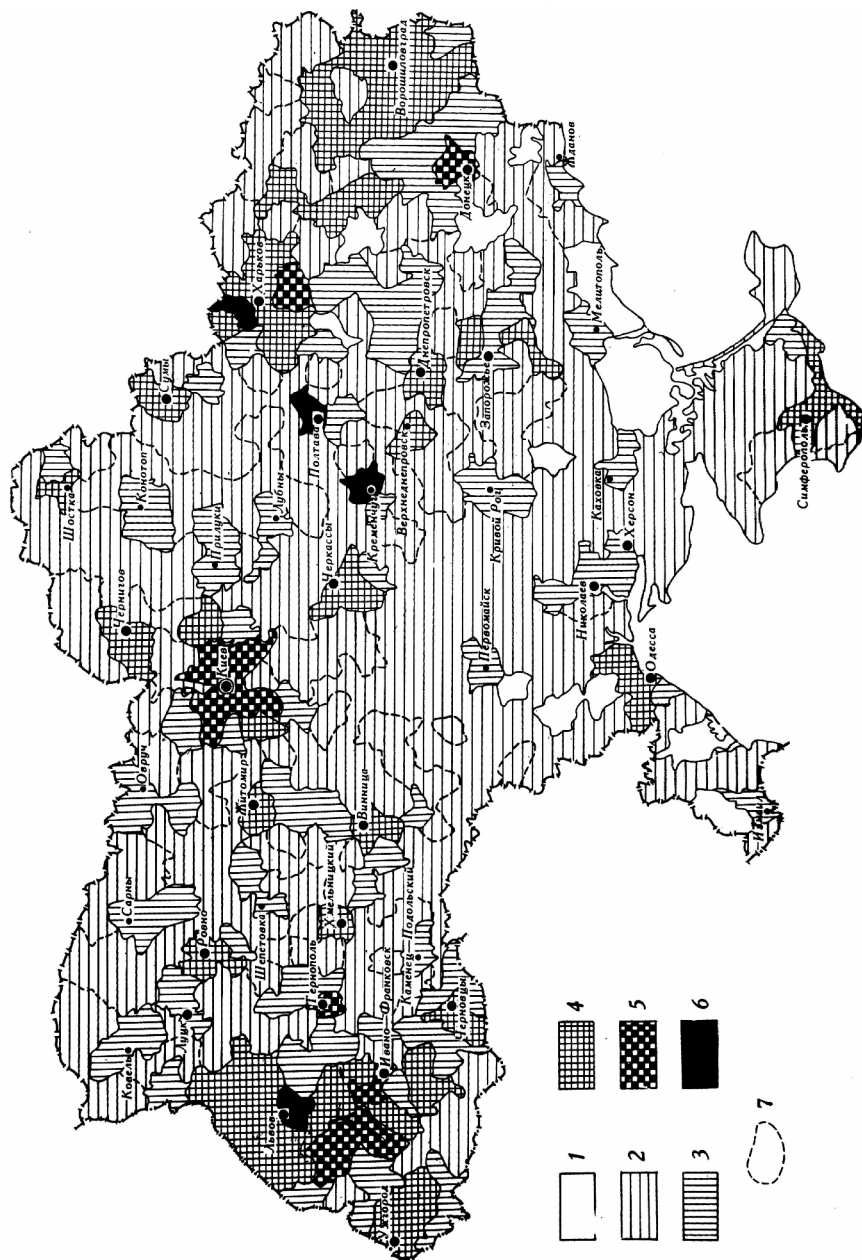 Шостка
Чернигов
Конотоп
Сумы
Овруч
Сарны
Ковель
Прилуки
Киев
Ровно
Луцк
Житомир
Лубны
Харьков
Шепетовка
Львов
Полтава
Тернополь
Хмельницкий
Винница
Черкассы
Кременчуг
Ворошиловград
Ужгород
Ивано-Франковск
Каменец-Подольский
Черновцы
Верхнеднепровск
Днепропетровск
Первомайск
Кривой Рог
Запорожье
Донецк
Николаев
Херсон
Каховка
Мелитополь
Жданов
Одесса
Симферополь
1
2
3
4
5
6
7